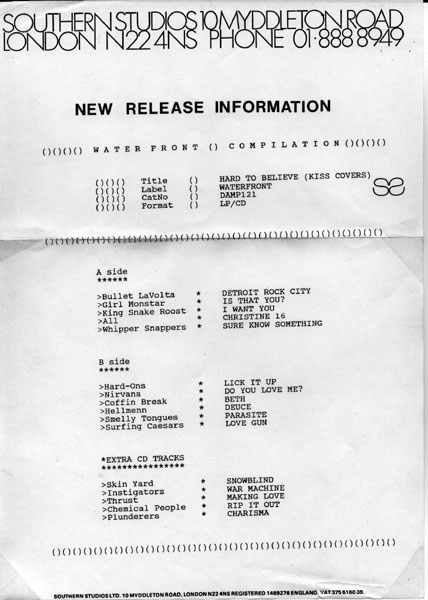 SOUTHERN STUDIOS 10 MYDDLETON ROAD
LONDON N22 4NS PHONE 01·888 8949
NEW RELEASE INFORMATION
()()()() WATER FRONT () COMPILATION ()()()()
()()() Title () HARD TO BELIEVE (KISS COVERS)
()()() Label () WATERFRONT
()()() CatNo () DAMP121
()()() Format () LP/CD
()()()()()()()()()()()()()()()()()()()()()()()()()()()()()()
A side
******
>Bullet LaVolta * DETROIT ROCK CITY
>Girl Monstar * IS THAT YOU?
>King Snake Roost * I WANT YOU
>All * CHRISTINE 16
>Whipper Snappers * SURE KNOW SOMETHING
B side
******
>Hard-Ons * LICK IT UP
>Nirvana * DO YOU LOVE ME?
>Coffin Break * BETH
>Hellmenn * DEUCE
>Smelly Tongues * PARASITE
>Surfing Caesars * LOVE GUN
*EXTRA CD TRACKS
****************
>Skin Yard * SNOWBLIND
>Instigators * WAR MACHINE
>Thrust * MAKING LOVE
>Chemical People * RIP IT OUT
>Plunderers * CHARISMA
()()()()()()()()()()()()()()()()()()()()()()()()()()()()()()
SOUTHERN STUDIOS LTD. 10 MYDDLETON ROAD, LONDON N22 4NS REGISTERED 1489276 ENGLAND. VAT 375 6160 39.